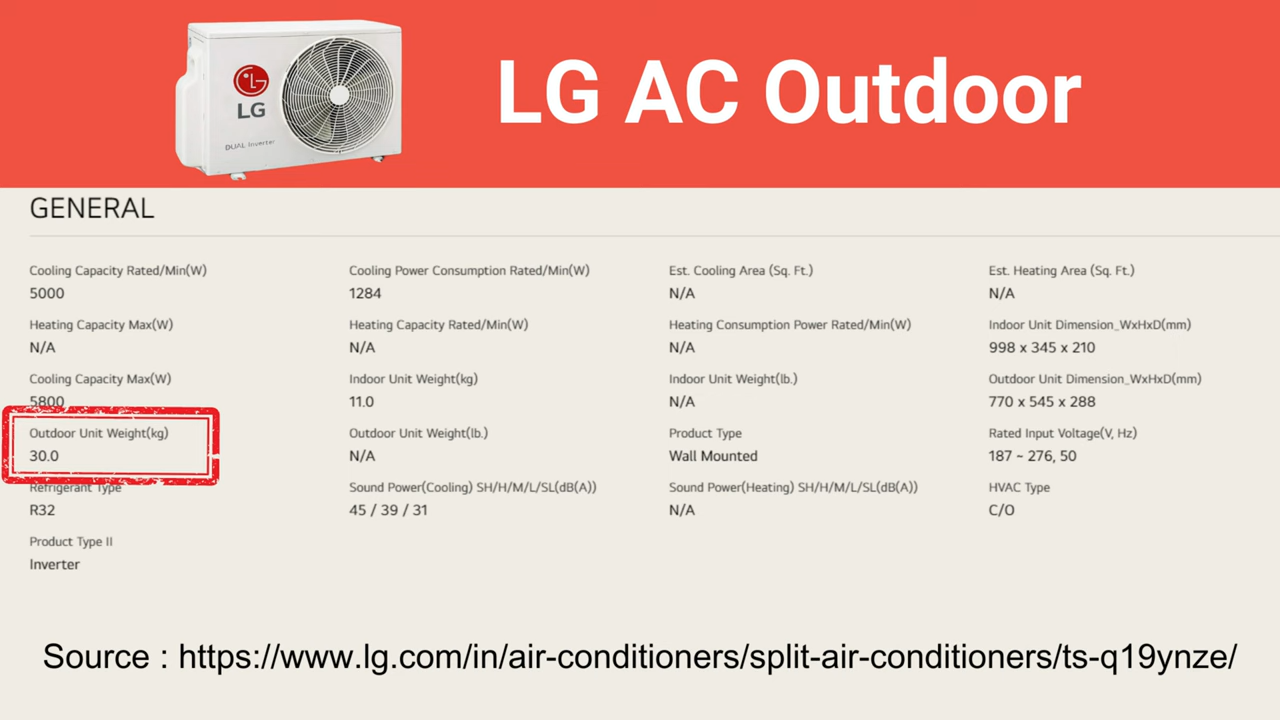 LG AC Outdoor
LG
DUAL Inverter
GENERAL
Cooling Capacity Rated/Min(W) Cooling Power Consumption Rated/Min(W) Est. Cooling Area (Sq. Ft.) Est. Heating Area (Sq. Ft.)
5000 1284 N/A N/A
Heating Capacity Max(W) Heating Capacity Rated/Min(W) Heating Consumption Power Rated/Min(W) Indoor Unit Dimension_WxHxD(mm)
N/A N/A N/A 998 x 345 x 210
Cooling Capacity Max(W) Indoor Unit Weight(kg) Indoor Unit Weight(lb.) Outdoor Unit Dimension_WxHxD(mm)
5800 11.0 N/A 770 x 545 x 288
Outdoor Unit Weight(kg) Outdoor Unit Weight(lb.) Product Type Rated Input Voltage(V, Hz)
30.0 N/A Wall Mounted 187 ~ 276, 50
Refrigerant Type Sound Power(Cooling) SH/H/M/L/SL(dB(A)) Sound Power(Heating) SH/H/M/L/SL(dB(A)) HVAC Type
R32 45 / 39 / 31 N/A C/O
Product Type II
Inverter
Source : https://www.lg.com/in/air-conditioners/split-air-conditioners/ts-q19ynze/